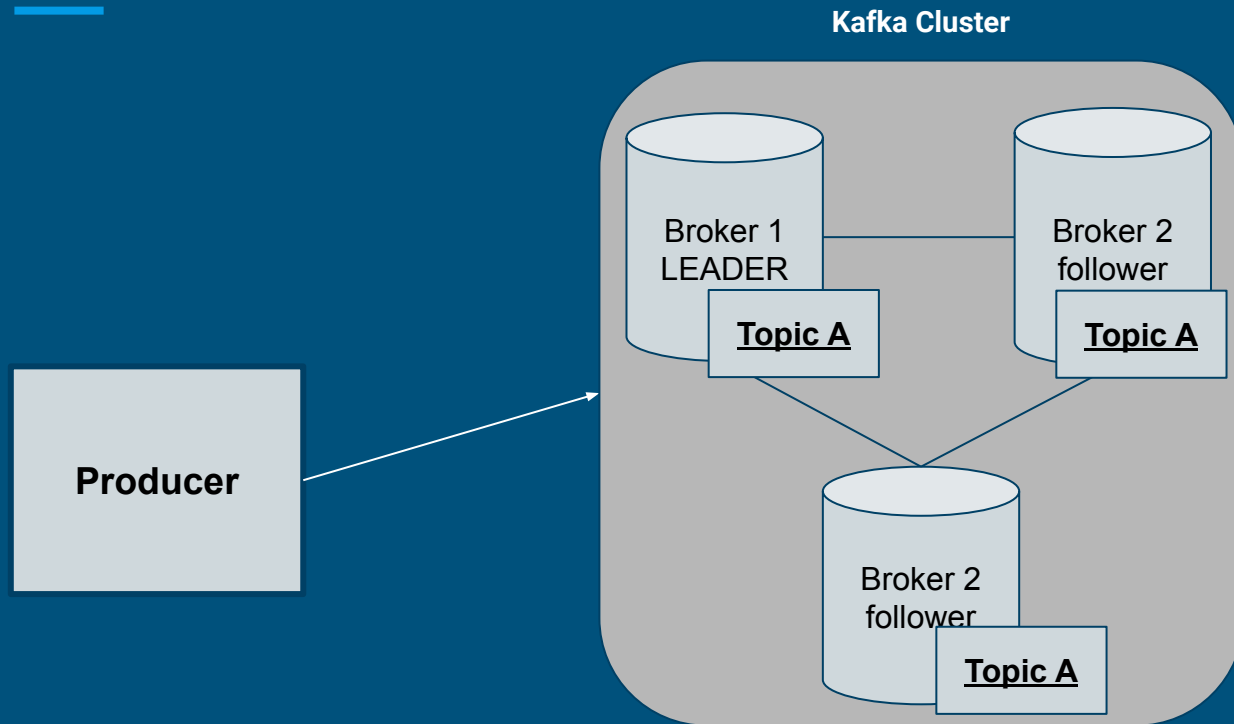 Kafka Cluster
Broker 1
LEADER
Topic A
Broker 2
follower
Topic A
Producer
Broker 2
follower
Topic A